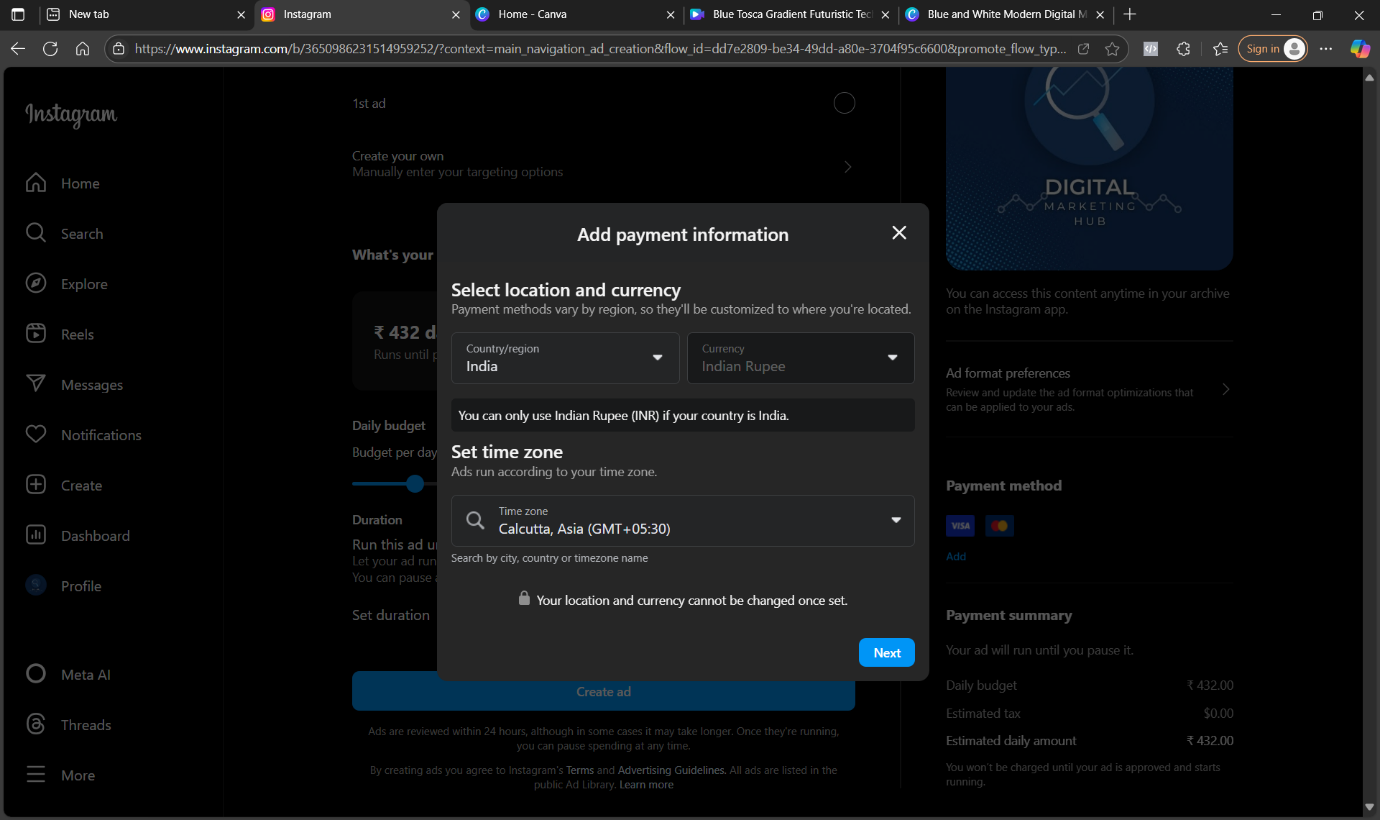 New tab
Instagram
Home - Canva
Blue Tosca Gradient Futuristic Tec
Blue and White Modern Digital M
https://www.instagram.com/b/3650986231514959252/?context=main_navigation_ad_creation&flow_id=dd7e2809-be34-49dd-a80e-3704f95c6600&promote_flow_typ...
Sign in
Instagram
Home
Search
Explore
Reels
Messages
Notifications
Create
Dashboard
Profile
Meta AI
Threads
More
1st ad
Create your own
Manually enter your targeting options
What's your
₹ 432 d
Runs until p
Daily budget
Budget per day
Duration
Run this ad u
Let your ad run
You can pause a
Set duration
Add payment information
Select location and currency
Payment methods vary by region, so they'll be customized to where you're located.
Country/region
India
Currency
Indian Rupee
You can only use Indian Rupee (INR) if your country is India.
Set time zone
Ads run according to your time zone.
Time zone
Calcutta, Asia (GMT+05:30)
Search by city, country or timezone name
Your location and currency cannot be changed once set.
Next
Create ad
Ads are reviewed within 24 hours, although in some cases it may take longer. Once they're running,
you can pause spending at any time.
By creating ads you agree to Instagram's Terms and Advertising Guidelines. All ads are listed in the
public Ad Library. Learn more
DIGITAL
MARKETING
HUB
You can access this content anytime in your archive
on the Instagram app.
Ad format preferences
Review and update the ad format optimizations that
can be applied to your ads.
Payment method
VISA
Add
Payment summary
Your ad will run until you pause it.
Daily budget ₹ 432.00
Estimated tax $0.00
Estimated daily amount ₹ 432.00
You won't be charged until your ad is approved and starts
running.